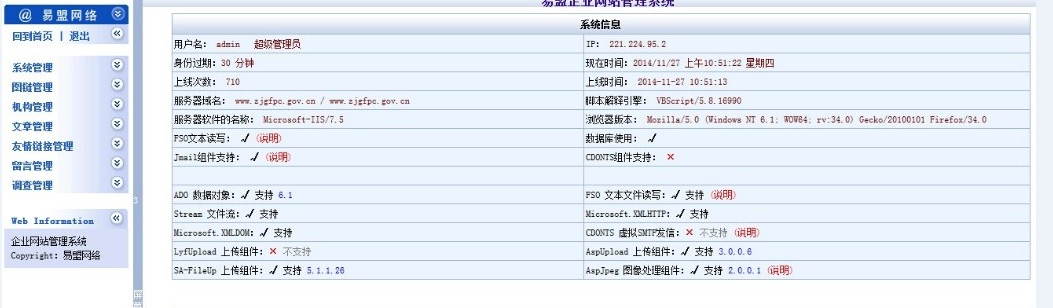 易盟企业网站管理系统
@ 易盟网络
回到首页 | 退出
系统管理
图链管理
机构管理
文章管理
友情链接管理
留言管理
调查管理
Web Information
企业网站管理系统
Copyright: 易盟网络
系统信息
用户名： admin 超级管理员 IP： 221.224.95.2
身份过期：30 分钟 现在时间：2014/11/27 上午10:51:22 星期四
上线次数： 710 上线时间： 2014-11-27 10:51:13
服务器域名： www.zjgfpc.gov.cn / www.zjgfpc.gov.cn 脚本解释引擎： VBScript/5.8.16990
服务器软件的名称： Microsoft-IIS/7.5 浏览器版本： Mozilla/5.0 (Windows NT 6.1; WOW64; rv:34.0) Gecko/20100101 Firefox/34.0
FSO文本读写： √ (说明) 数据库使用： √
Jmail组件支持： √ (说明) CDONTS组件支持： ×
ADO 数据对象：√ 支持 6.1 FSO 文本文件读写：√ 支持 (说明)
Stream 文件流：√ 支持 Microsoft.XMLHTTP：√ 支持
Microsoft.XMLDOM：√ 支持 CDONTS 虚拟SMTP发信：× 不支持 (说明)
LyfUpload 上传组件：× 不支持 AspUpload 上传组件：√ 支持 3.0.0.6
SA-FileUp 上传组件：√ 支持 5.1.1.26 AspJpeg 图像处理组件：√ 支持 2.0.0.1 (说明)